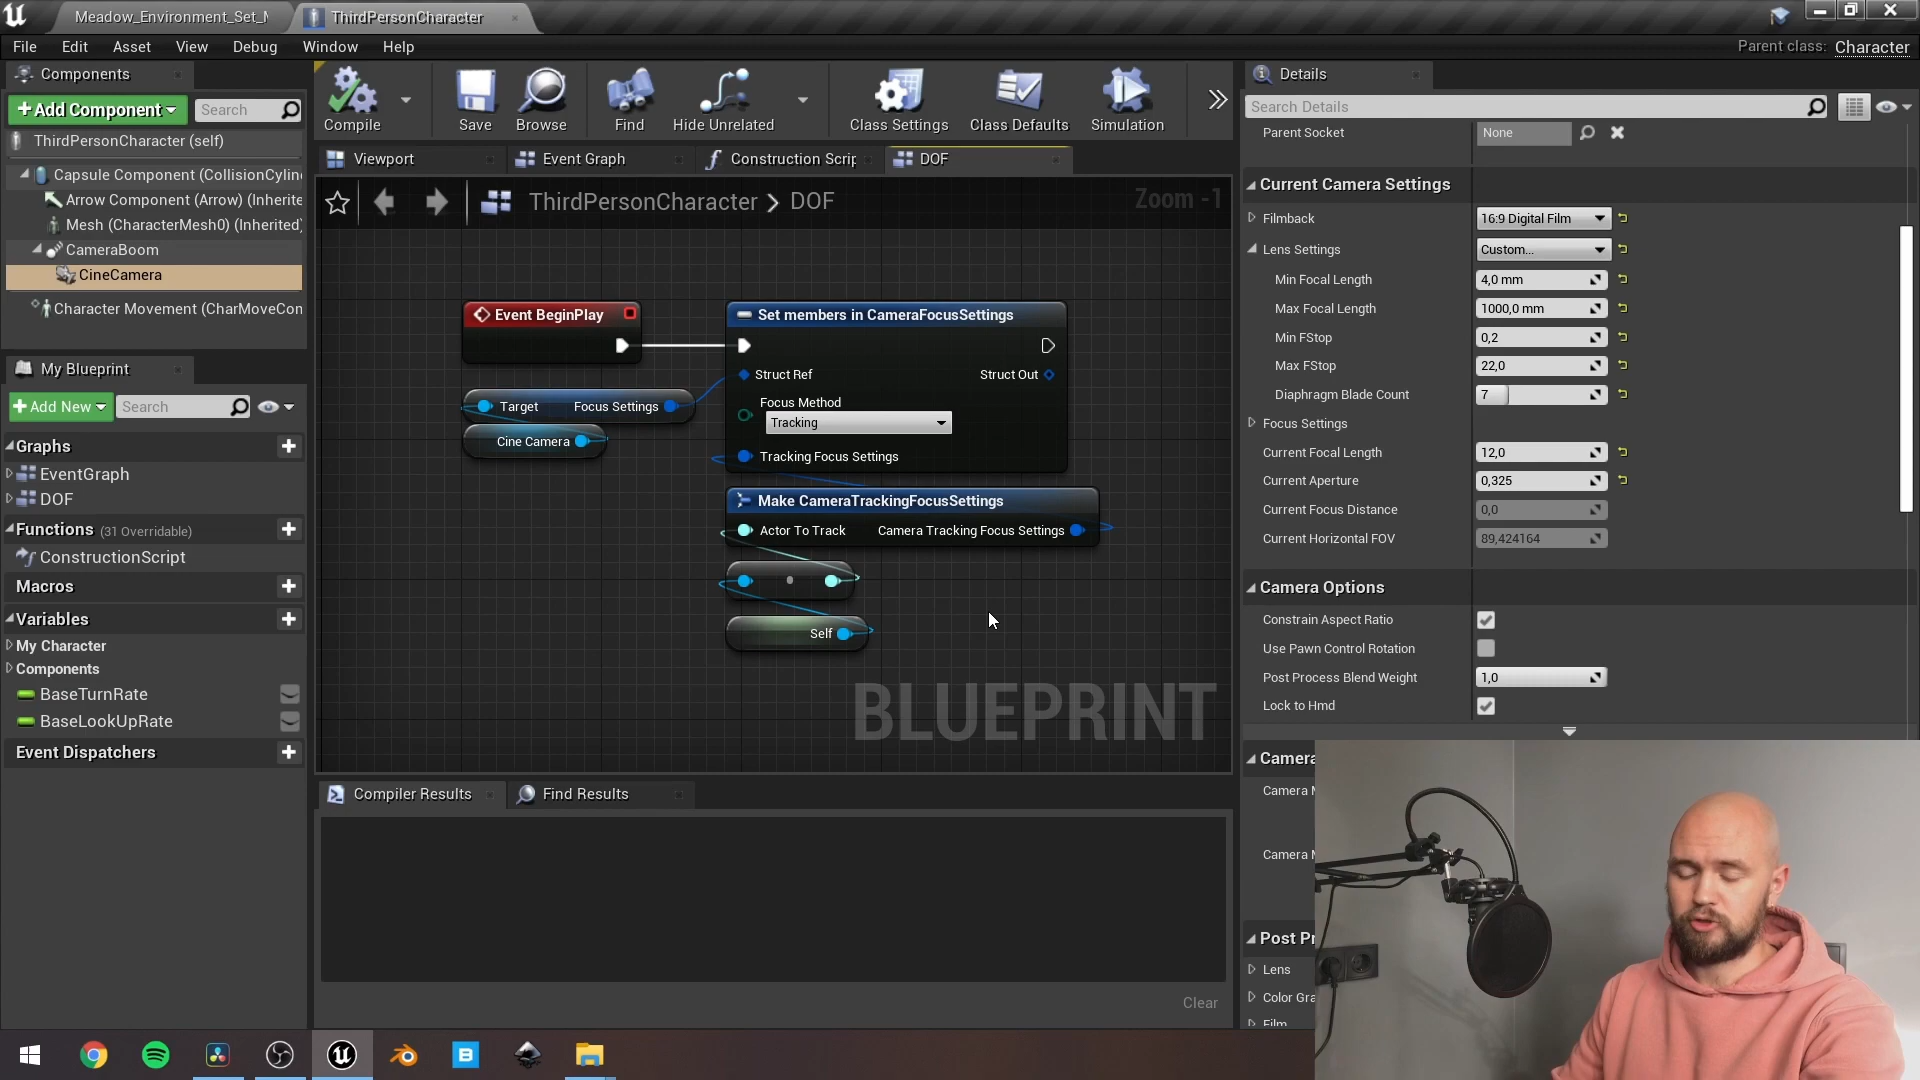 Meadow_Environment_Set_M
ThirdPersonCharacter
File Edit Asset View Debug Window Help
Parent class: Character
Components
+Add Component
Search
ThirdPersonCharacter (self)
Capsule Component (CollisionCylin
Arrow Component (Arrow) (Inherite
Mesh (CharacterMesh0) (Inherited)
CameraBoom
CineCamera
Character Movement (CharMoveCon
My Blueprint
+Add New
Search
Graphs
EventGraph
DOF
Functions (31 Overridable)
ConstructionScript
Macros
Variables
My Character
Components
BaseTurnRate
BaseLookUpRate
Event Dispatchers
Compile
Save
Browse
Find
Hide Unrelated
Class Settings
Class Defaults
Simulation
Viewport
Event Graph
Construction Scrip
DOF
ThirdPersonCharacter > DOF
Zoom -1
Event BeginPlay
Set members in CameraFocusSettings
Struct Ref
Struct Out
Focus Method
Tracking
Tracking Focus Settings
Target
Focus Settings
Cine Camera
Make CameraTrackingFocusSettings
Actor To Track
Camera Tracking Focus Settings
Self
BLUEPRINT
Compiler Results
Find Results
Clear
Details
Search Details
Parent Socket None
Current Camera Settings
Filmback 16:9 Digital Film
Lens Settings Custom...
Min Focal Length 4,0 mm
Max Focal Length 1000,0 mm
Min FStop 0,2
Max FStop 22,0
Diaphragm Blade Count 7
Focus Settings
Current Focal Length 12,0
Current Aperture 0,325
Current Focus Distance 0,0
Current Horizontal FOV 89,424164
Camera Options
Constrain Aspect Ratio
Use Pawn Control Rotation
Post Process Blend Weight 1,0
Lock to Hmd
Camera
Camera M
Camera M
Post Pr
Lens
Color Gra
Film